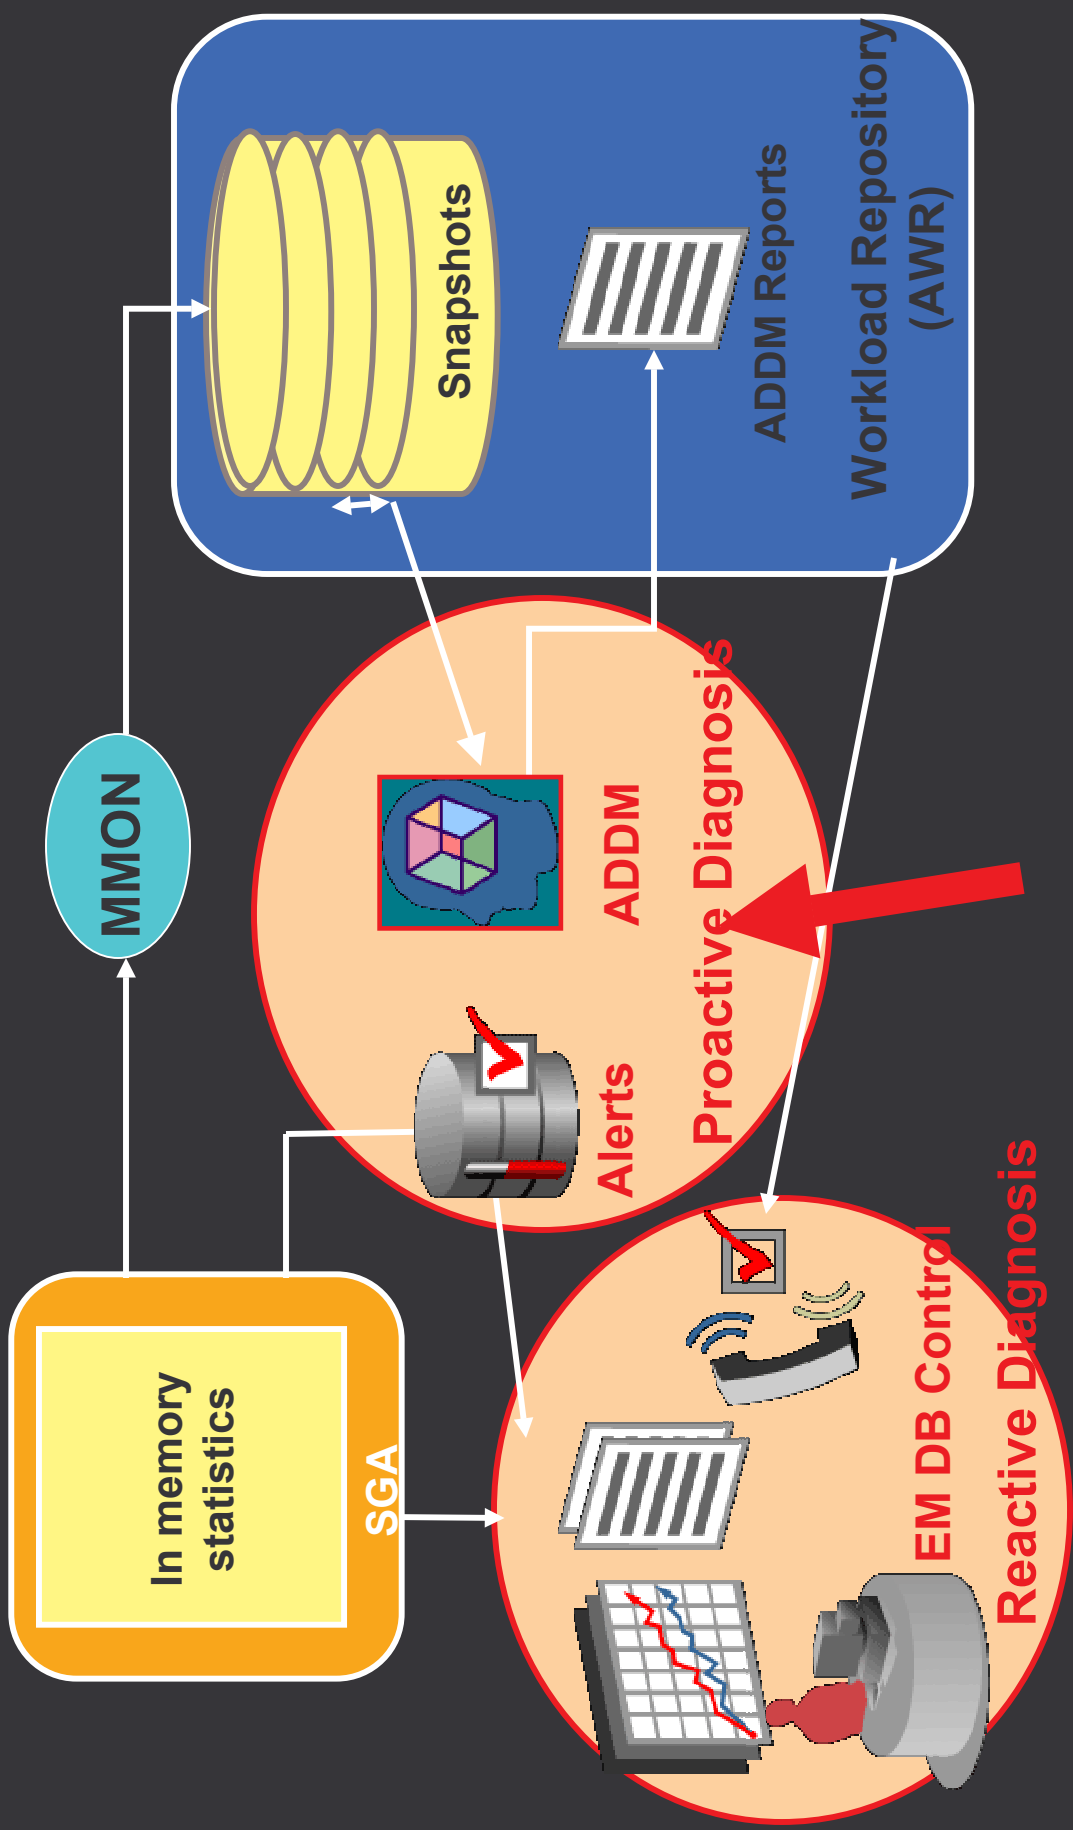 In memory
statistics
SGA
MMON
Snapshots
ADDM Reports
Workload Repository
(AWR)
Alerts
ADDM
Proactive Diagnosis
EM DB Control
Reactive Diagnosis